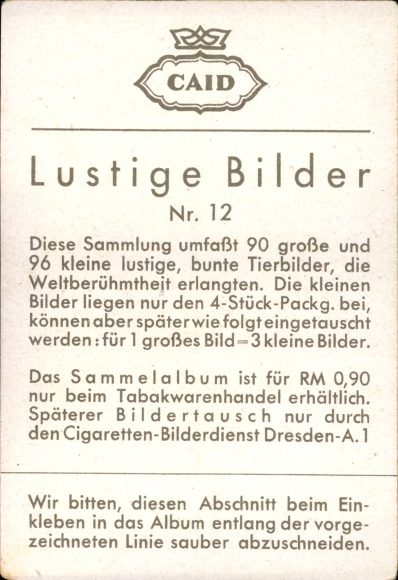 CAID
Lustige Bilder
Nr. 12
Diese Sammlung umfaßt 90 große und
96 kleine lustige, bunte Tierbilder, die
Weltberühmtheit erlangten. Die kleinen
Bilder liegen nur den 4-Stück-Packg. bei,
können aber später wie folgt eingetauscht
werden: für 1 großes Bild = 3 kleine Bilder.
Das Sammelalbum ist für RM 0,90
nur beim Tabakwarenhandel erhältlich.
Späterer Bildertausch nur durch
den Cigaretten-Bilderdienst Dresden-A. 1
Wir bitten, diesen Abschnitt beim Ein-
kleben in das Album entlang der vorge-
zeichneten Linie sauber abzuschneiden.